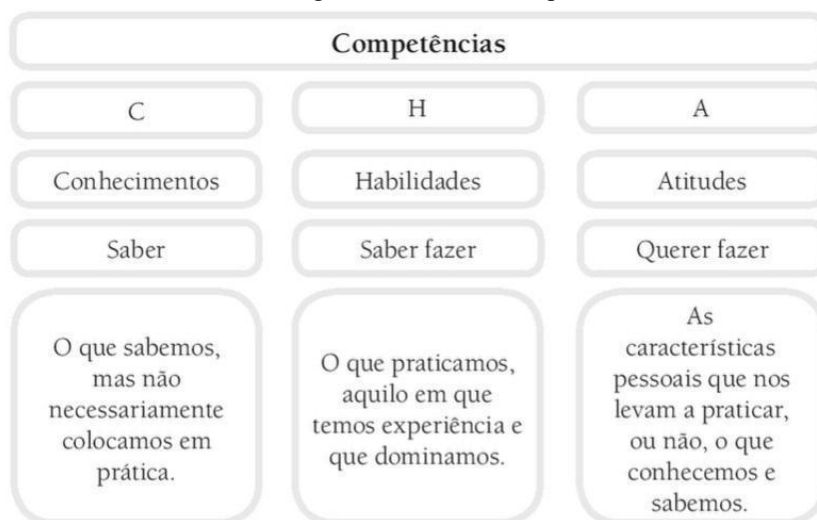 Competências
C
H
A
Conhecimentos
Habilidades
Atitudes
Saber
Saber fazer
Querer fazer
O que sabemos,
mas não
necessariamente
colocamos em
prática.
O que praticamos,
aquilo em que
temos experiência e
que dominamos.
As
características
pessoais que nos
levam a praticar,
ou não, o que
conhecemos e
sabemos.